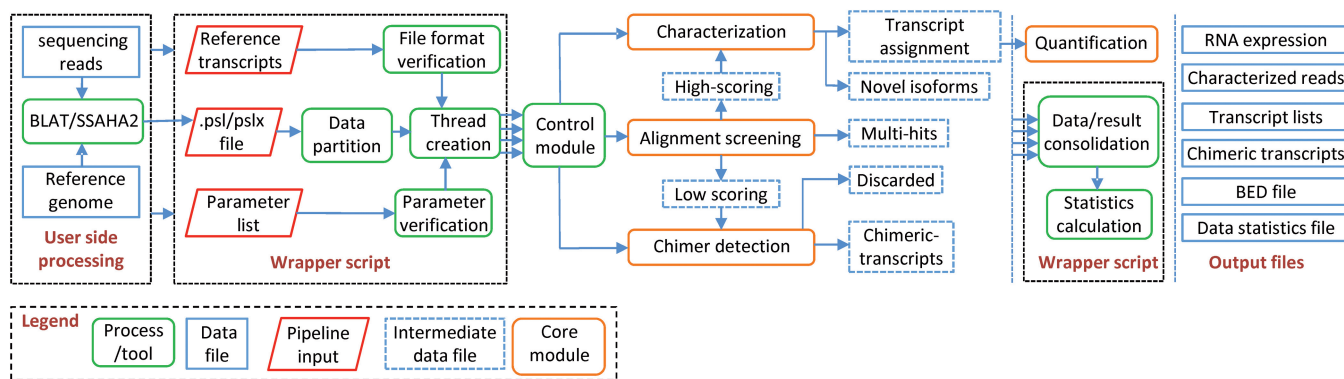 sequencing
reads
BLAT/SSAHA2
Reference
genome
User side
processing
Reference
transcripts
File format
verification
.psl/pslx
file
Data
partition
Thread
creation
Parameter
list
Parameter
verification
Wrapper script
Control
module
Characterization
High-scoring
Alignment screening
Low scoring
Chimer detection
Transcript
assignment
Novel isoforms
Multi-hits
Discarded
Chimeric-
transcripts
Quantification
Data/result
consolidation
Statistics
calculation
Wrapper script
RNA expression
Characterized reads
Transcript lists
Chimeric transcripts
BED file
Data statistics file
Output files
Legend
Process
/tool
Data
file
Pipeline
input
Intermediate
data file
Core
module